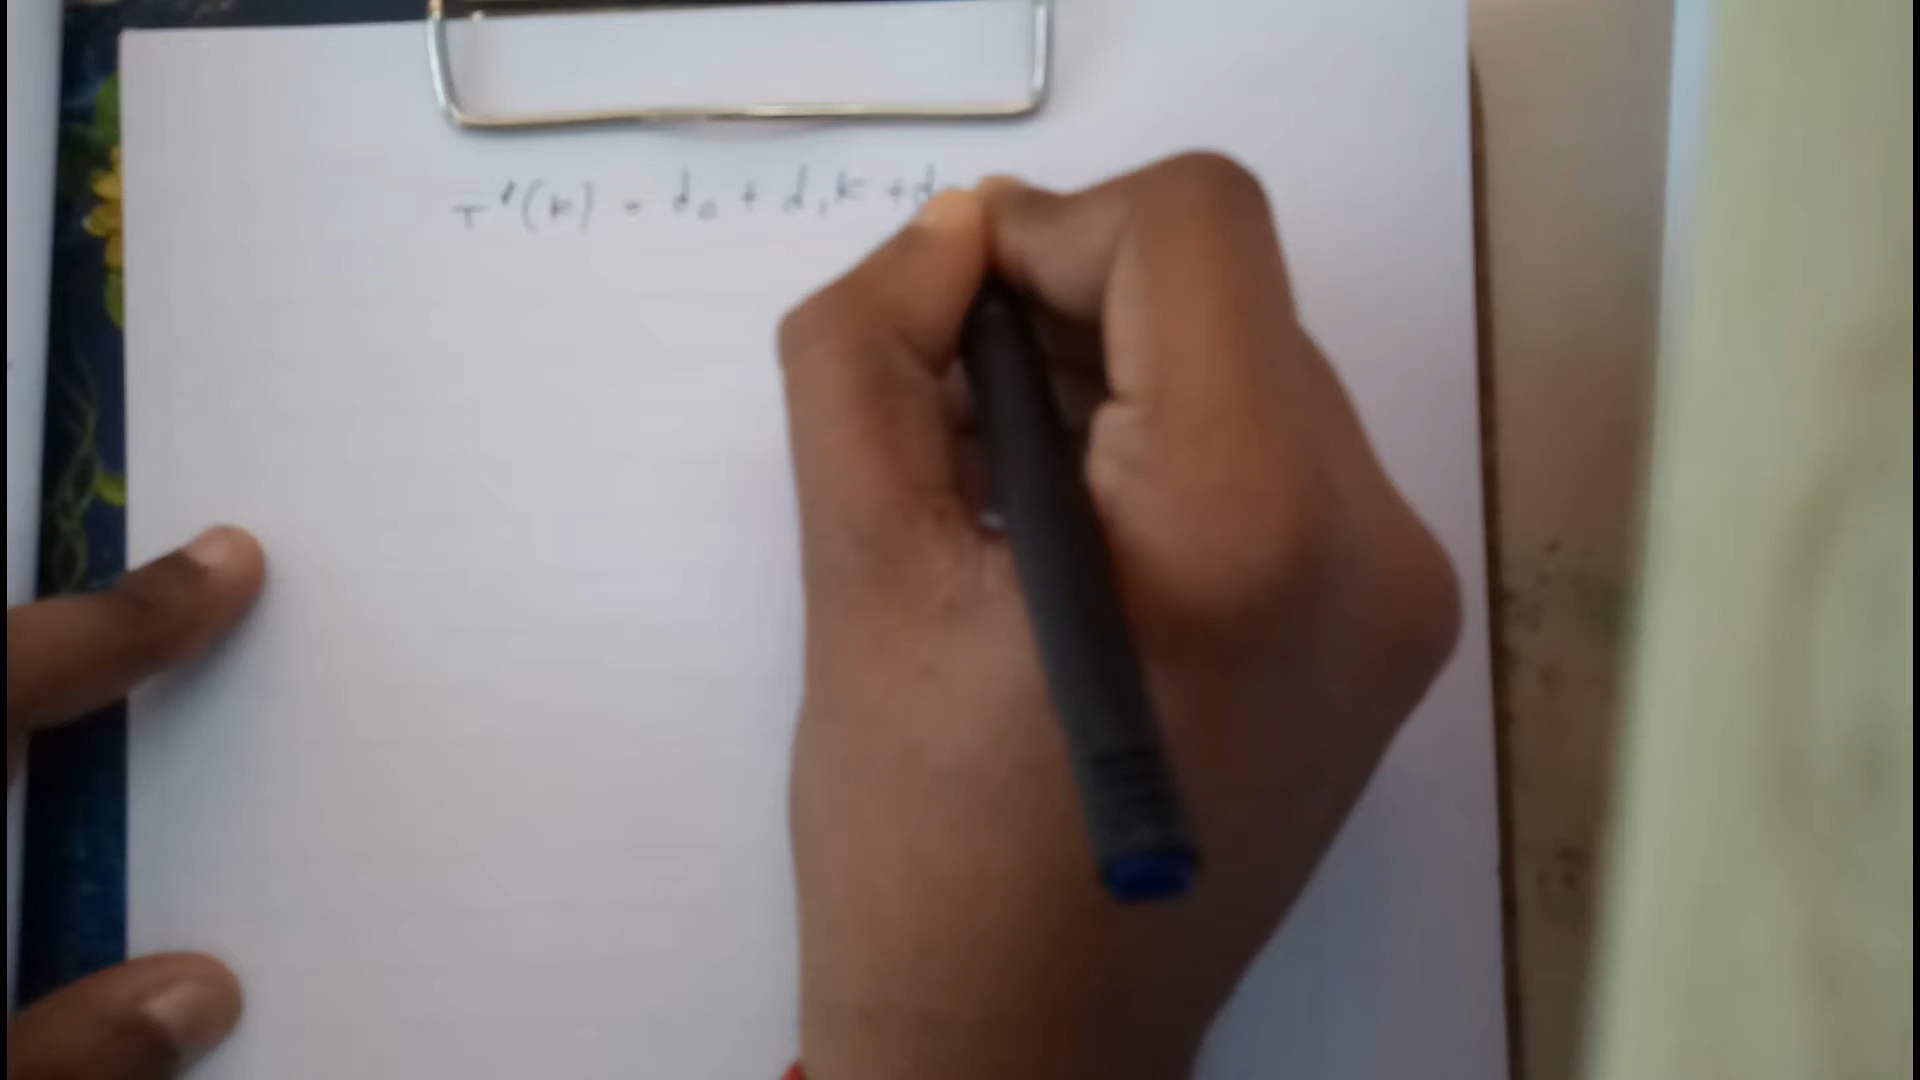 T'(k) = d₀ + d₁k + d